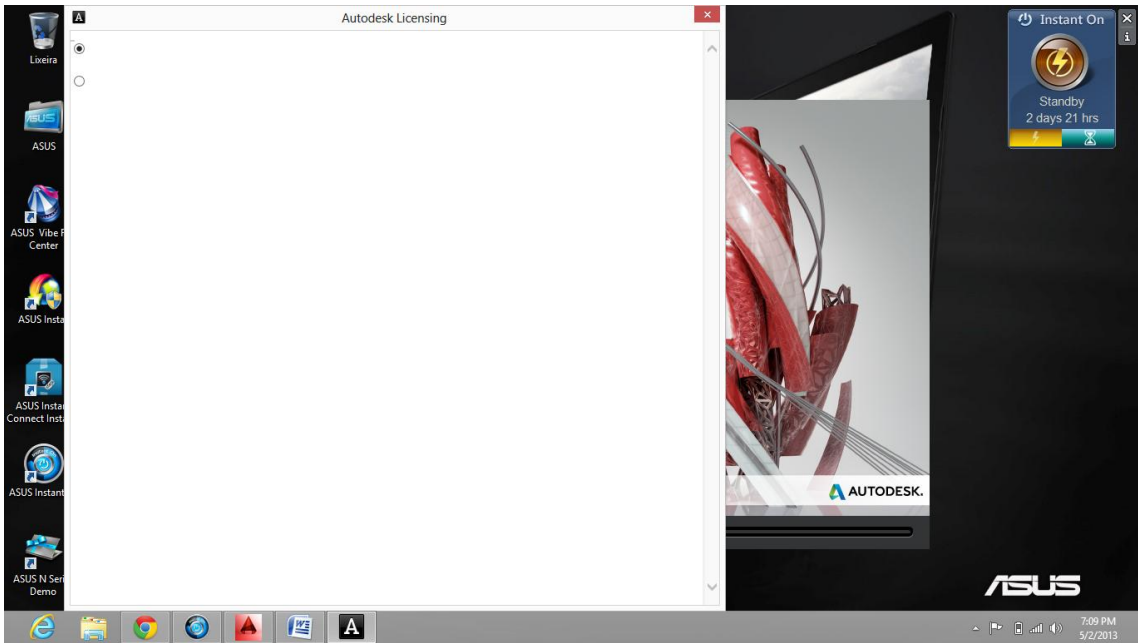 Autodesk Licensing
Instant On
Standby
2 days 21 hrs
Lixeira
ASUS
ASUS Vibe F
Center
ASUS Insta
ASUS Instan
Connect Insta
ASUS Instant
ASUS N Seri
Demo
AUTODESK.
ASUS
7:09 PM
5/2/2013